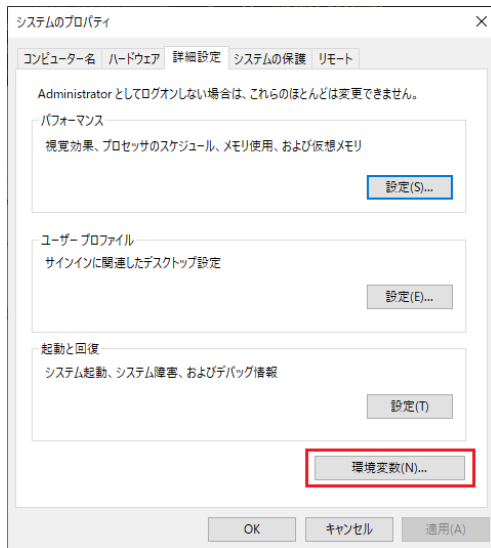 システムのプロパティ
コンピューター名 ハードウェア 詳細設定 システムの保護 リモート
Administrator としてログオンしない場合は、これらのほとんどは変更できません。
パフォーマンス
視覚効果、プロセッサのスケジュール、メモリ使用、および仮想メモリ
設定(S)...
ユーザー プロファイル
サインインに関連したデスクトップ設定
設定(E)...
起動と回復
システム起動、システム障害、およびデバッグ情報
設定(T)
環境変数(N)...
OK キャンセル 適用(A)